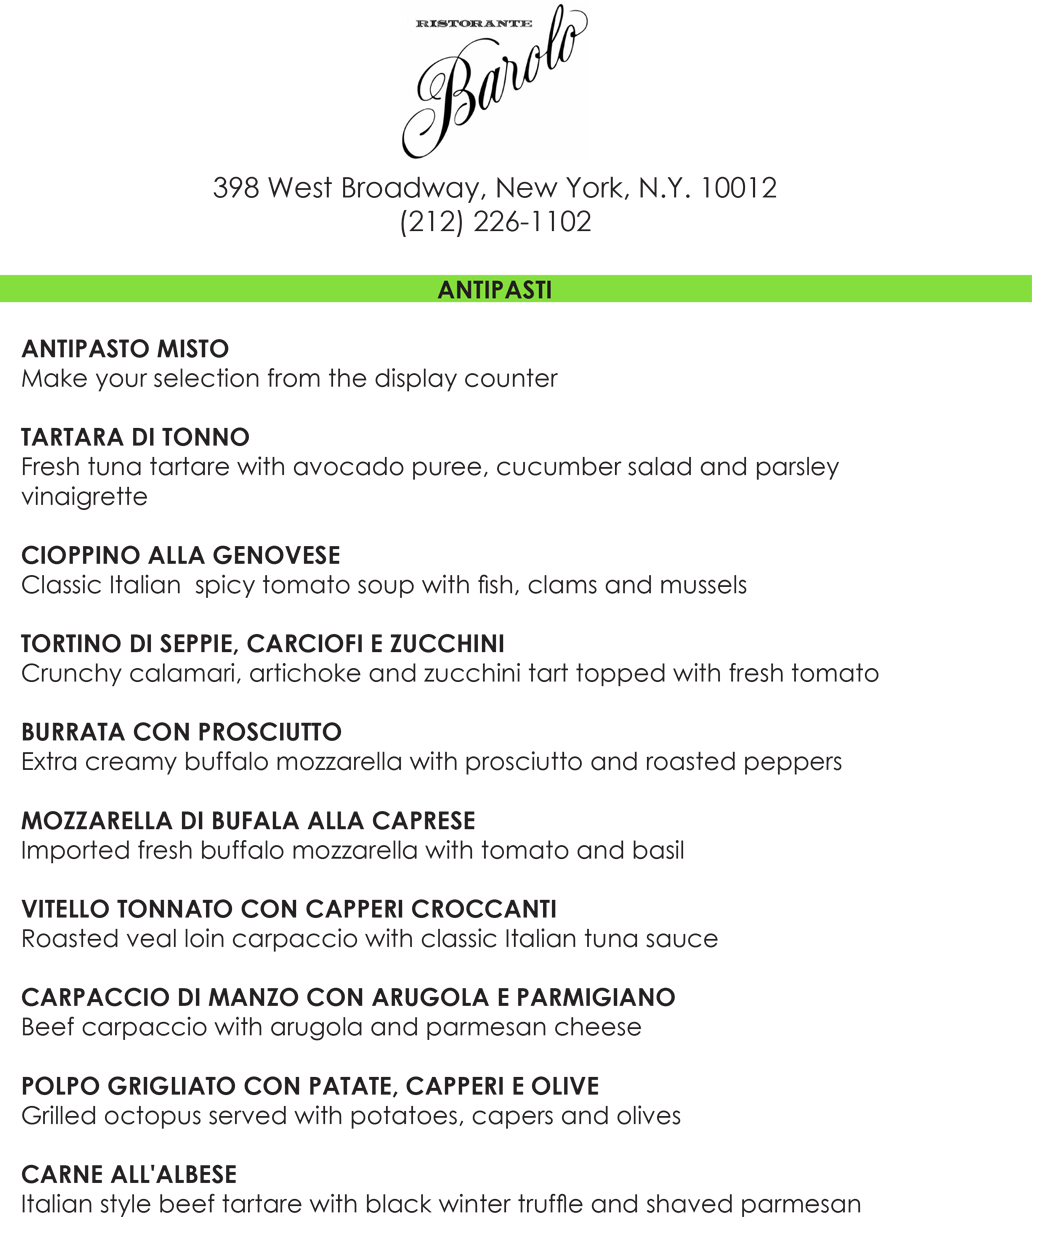 RISTORANTE
Barolo
398 West Broadway, New York, N.Y. 10012
(212) 226-1102
ANTIPASTI
ANTIPASTO MISTO
Make your selection from the display counter
TARTARA DI TONNO
Fresh tuna tartare with avocado puree, cucumber salad and parsley
vinaigrette
CIOPPINO ALLA GENOVESE
Classic Italian  spicy tomato soup with fish, clams and mussels
TORTINO DI SEPPIE, CARCIOFI E ZUCCHINI
Crunchy calamari, artichoke and zucchini tart topped with fresh tomato
BURRATA CON PROSCIUTTO
Extra creamy buffalo mozzarella with prosciutto and roasted peppers
MOZZARELLA DI BUFALA ALLA CAPRESE
Imported fresh buffalo mozzarella with tomato and basil
VITELLO TONNATO CON CAPPERI CROCCANTI
Roasted veal loin carpaccio with classic Italian tuna sauce
CARPACCIO DI MANZO CON ARUGOLA E PARMIGIANO
Beef carpaccio with arugola and parmesan cheese
POLPO GRIGLIATO CON PATATE, CAPPERI E OLIVE
Grilled octopus served with potatoes, capers and olives
CARNE ALL'ALBESE
Italian style beef tartare with black winter truffle and shaved parmesan